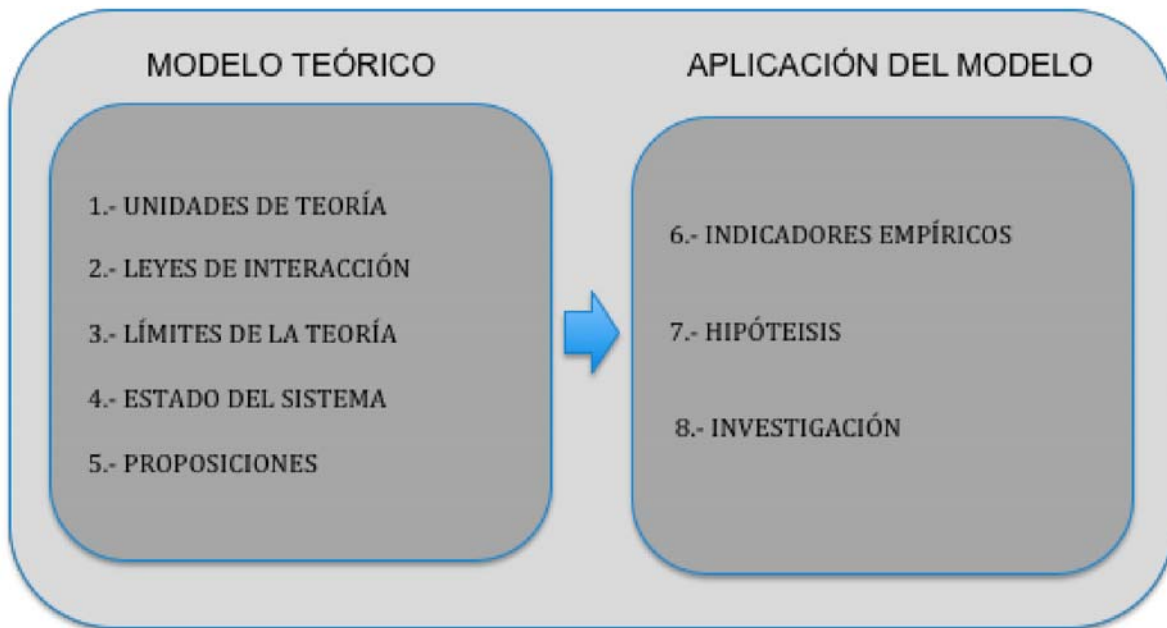 MODELO TEÓRICO
1.- UNIDADES DE TEORÍA
2.- LEYES DE INTERACCIÓN
3.- LÍMITES DE LA TEORÍA
4.- ESTADO DEL SISTEMA
5.- PROPOSICIONES
APLICACIÓN DEL MODELO
6.- INDICADORES EMPÍRICOS
7.- HIPÓTEISIS
8.- INVESTIGACIÓN